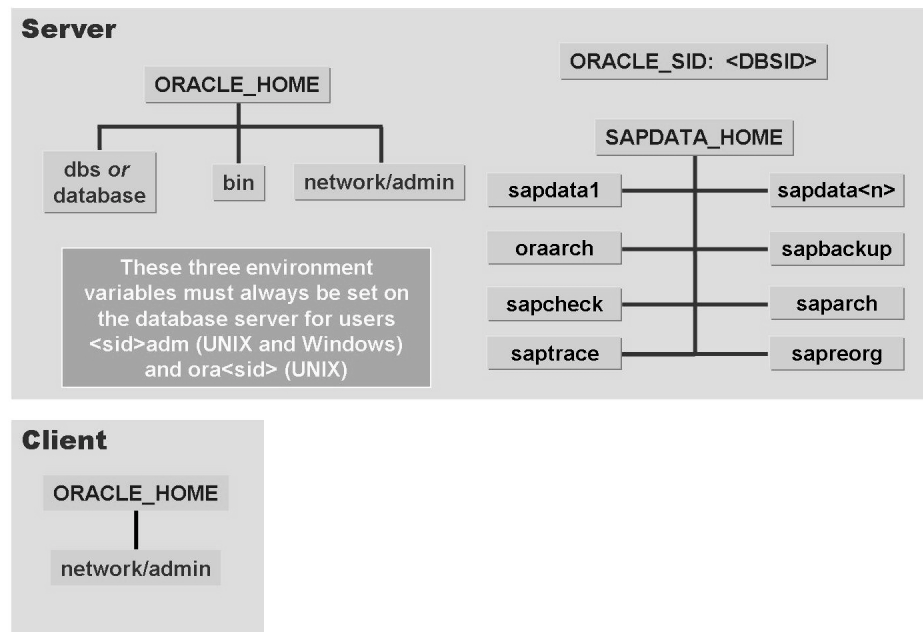 Server
ORACLE_SID: <DBSID>
ORACLE_HOME
dbs or
database
bin
network/admin
SAPDATA_HOME
sapdata1
sapdata<n>
oraarch
sapbackup
sapcheck
saparch
saptrace
sapreorg
These three environment
variables must always be set on
the database server for users
<sid>adm (UNIX and Windows)
and ora<sid> (UNIX)
Client
ORACLE_HOME
network/admin